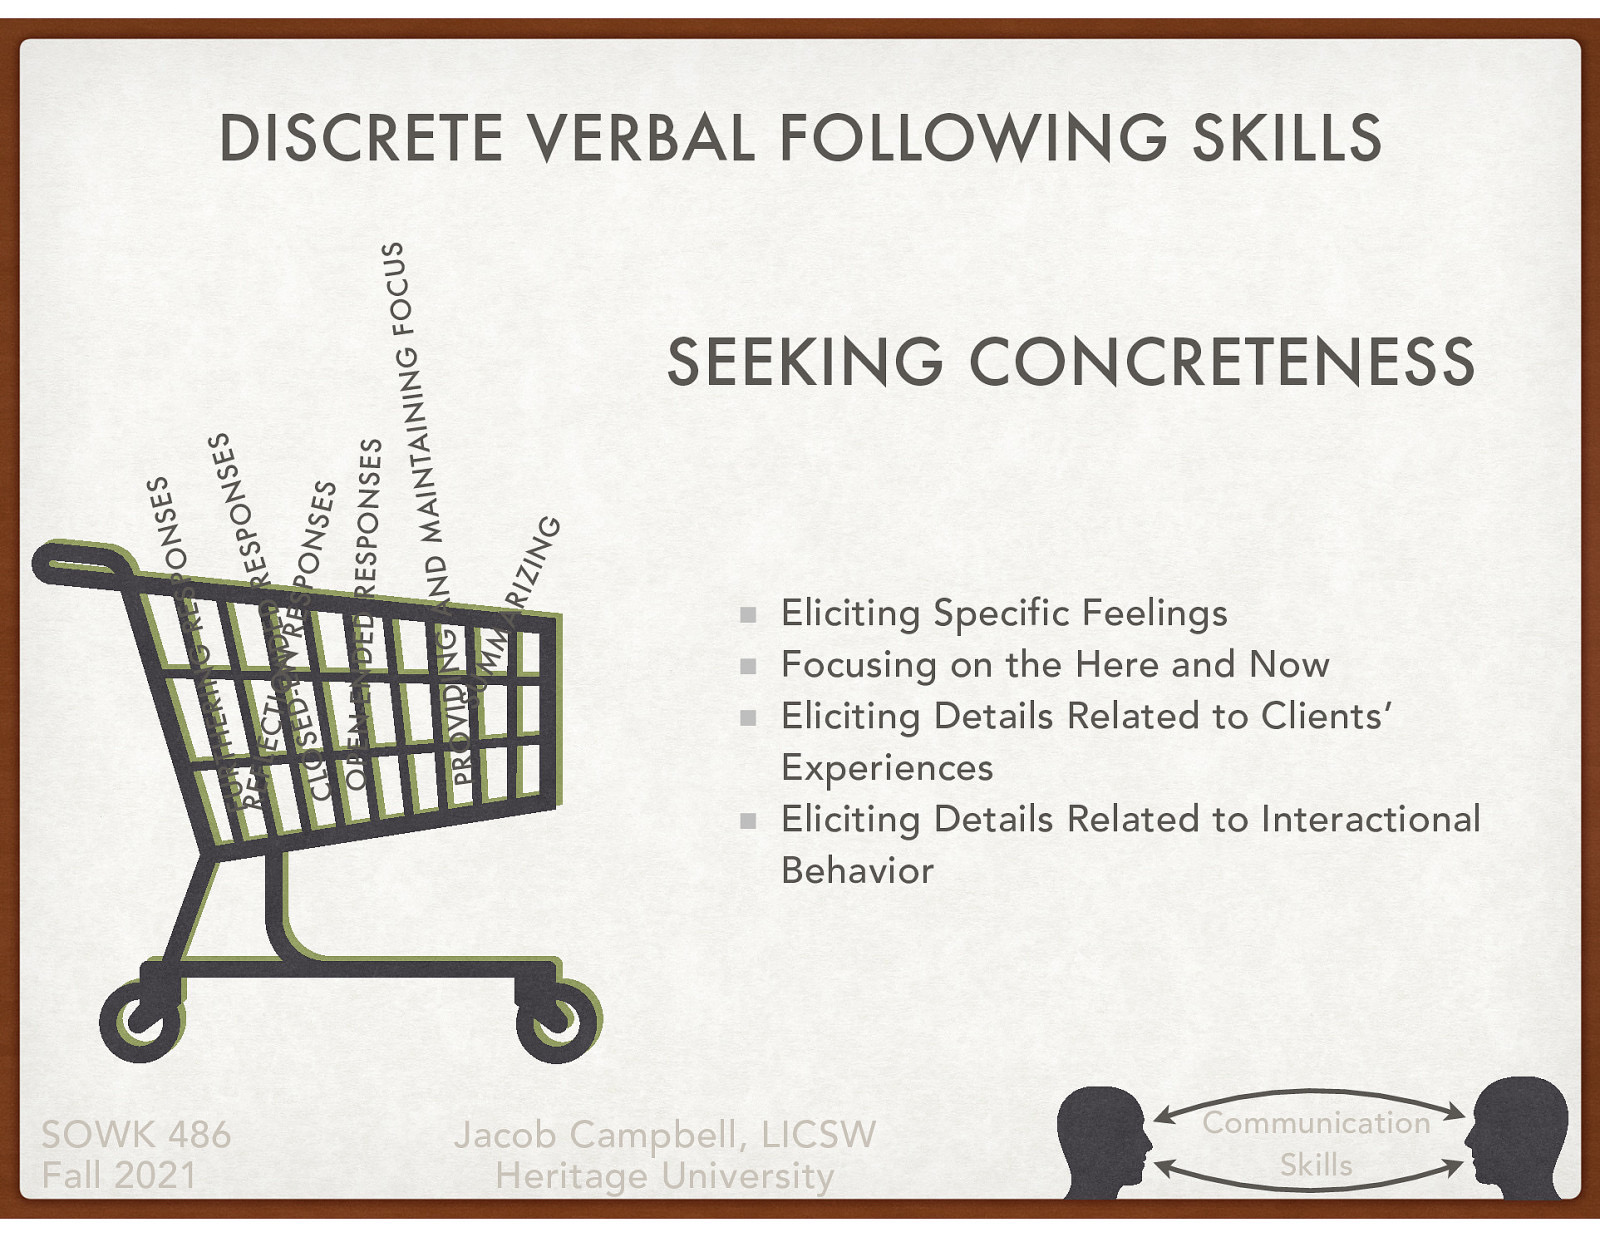 DISCRETE VERBAL FOLLOWING SKILLS
FURTHERING RESPONSES
REFLECTION RESPONSES
CLOSED-ENDED RESPONSES
OPEN-ENDED RESPONSES
PROVIDING AND MAINTAINING FOCUS
SUMMARIZING
SEEKING CONCRETENESS
Eliciting Specific Feelings
Focusing on the Here and Now
Eliciting Details Related to Clients’
Experiences
Eliciting Details Related to Interactional
Behavior
SOWK 486
Fall 2021
Jacob Campbell, LICSW
Heritage University
Communication
Skills